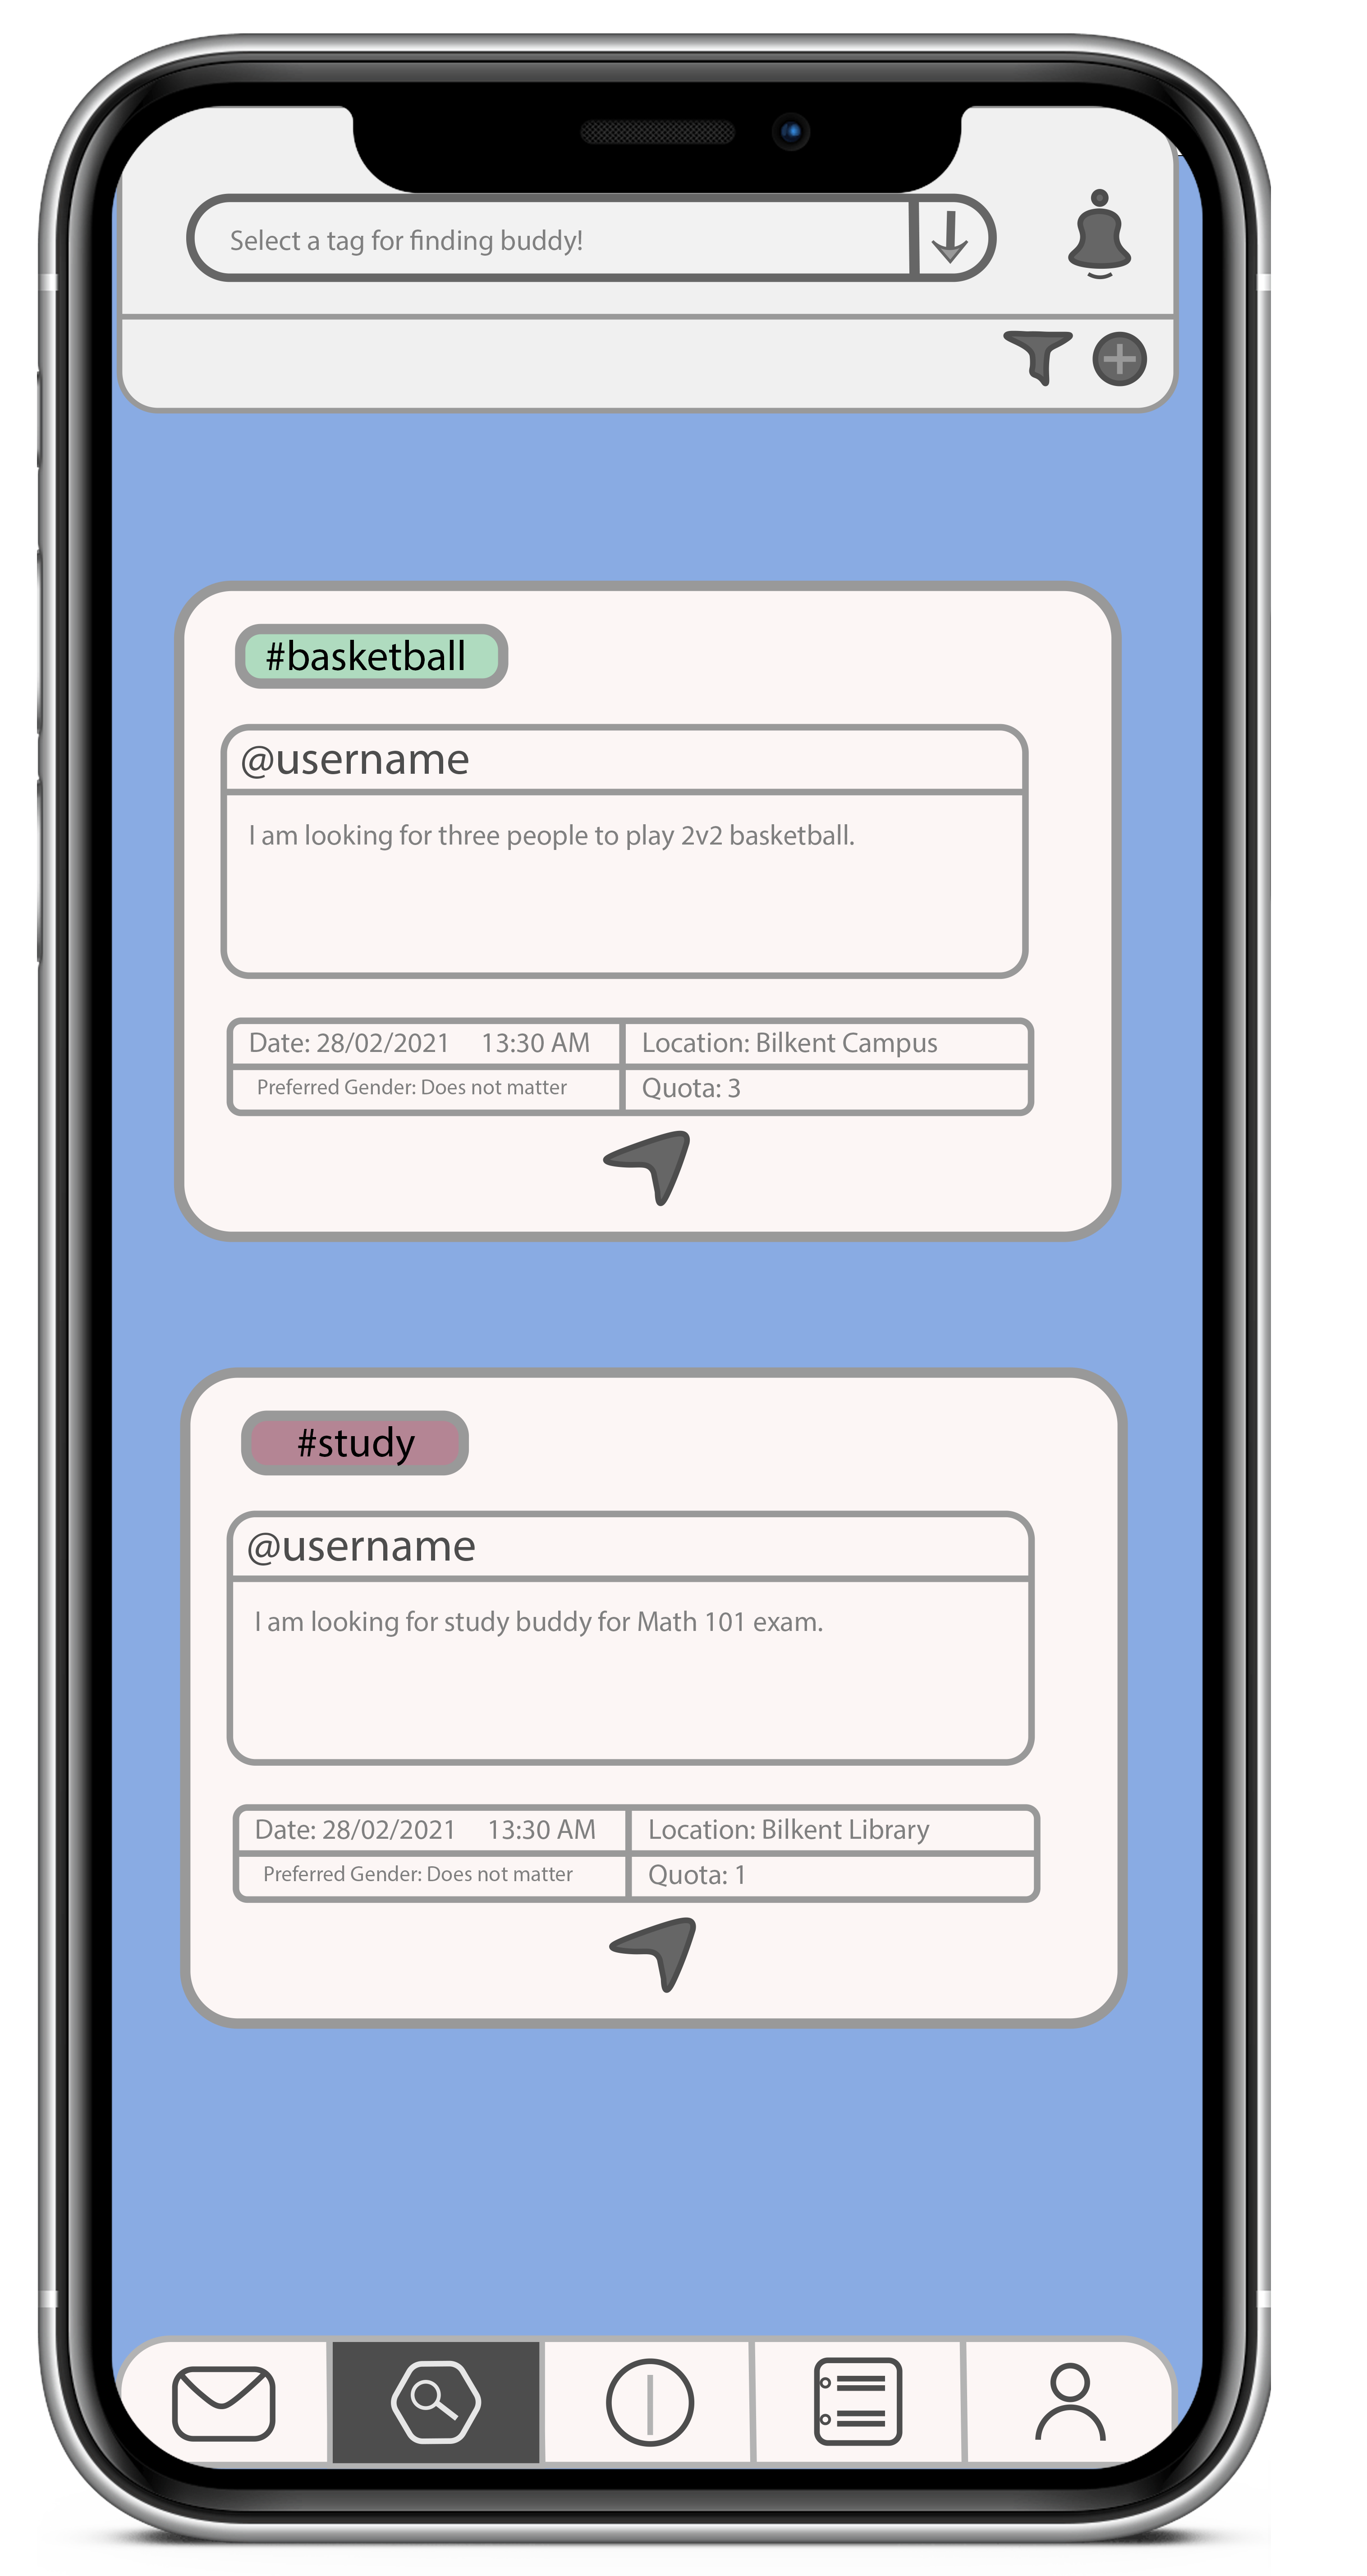 Select a tag for finding buddy!
#basketball
@username
I am looking for three people to play 2v2 basketball.
Date: 28/02/2021 13:30 AM Location: Bilkent Campus
Preferred Gender: Does not matter Quota: 3
#study
@username
I am looking for study buddy for Math 101 exam.
Date: 28/02/2021 13:30 AM Location: Bilkent Library
Preferred Gender: Does not matter Quota: 1